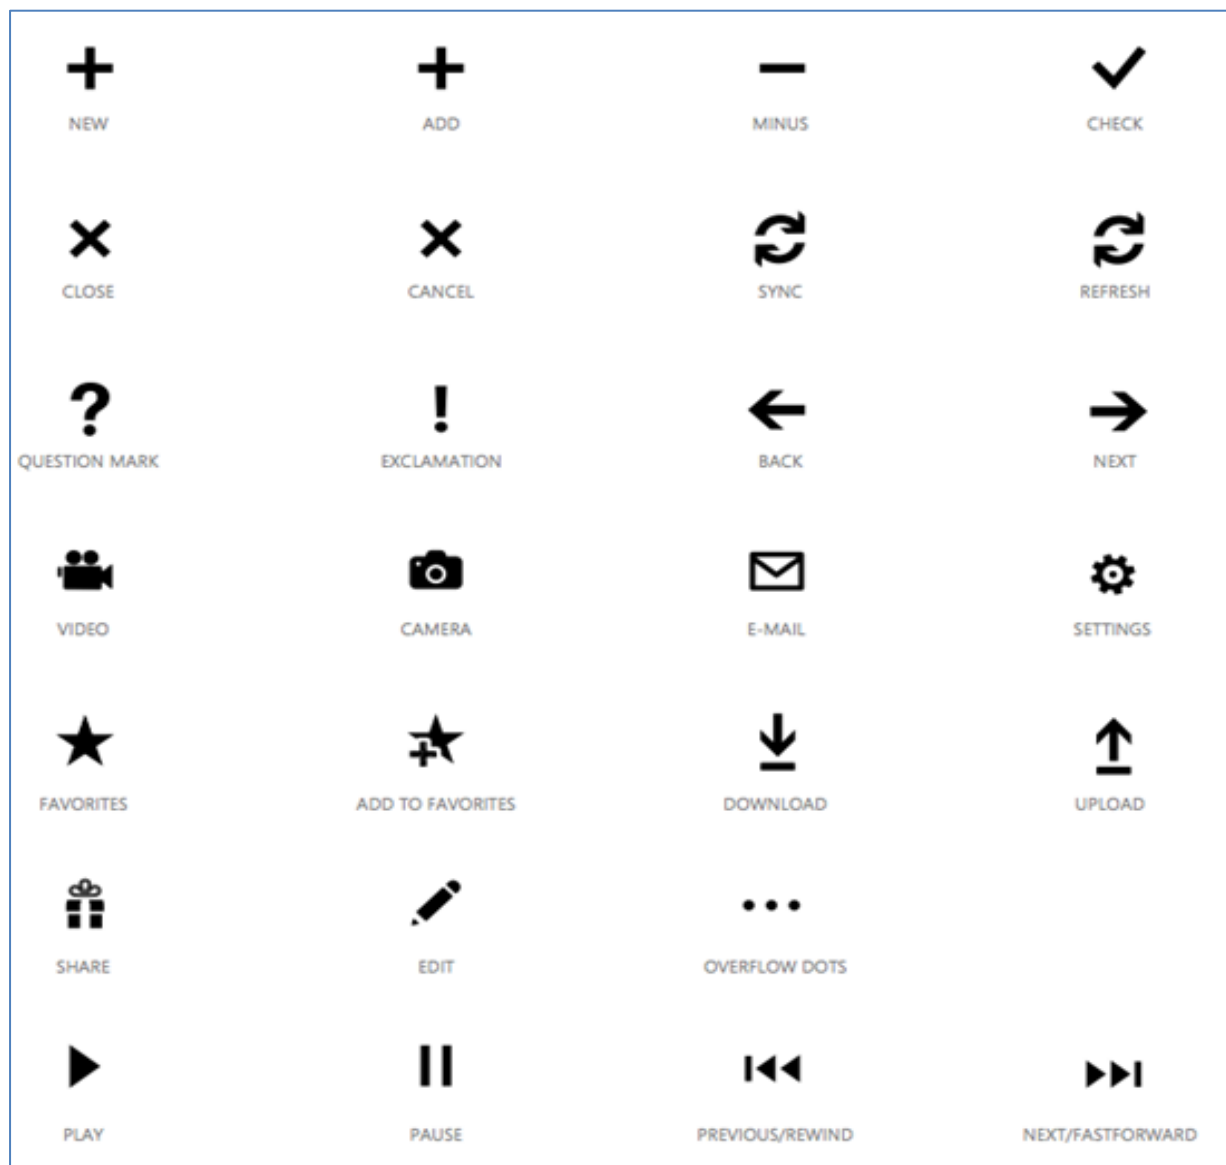 NEW
ADD
MINUS
CHECK
CLOSE
CANCEL
SYNC
REFRESH
QUESTION MARK
EXCLAMATION
BACK
NEXT
VIDEO
CAMERA
E-MAIL
SETTINGS
FAVORITES
ADD TO FAVORITES
DOWNLOAD
UPLOAD
SHARE
EDIT
OVERFLOW DOTS
PLAY
PAUSE
PREVIOUS/REWIND
NEXT/FASTFORWARD